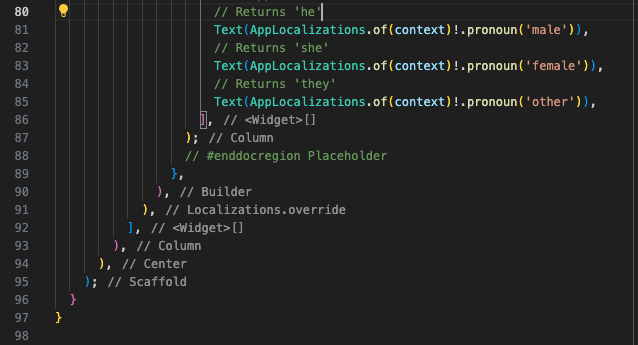 80 // Returns 'he'
81 Text(AppLocalizations.of(context)!.pronoun('male')),
82 // Returns 'she'
83 Text(AppLocalizations.of(context)!.pronoun('female')),
84 // Returns 'they'
85 Text(AppLocalizations.of(context)!.pronoun('other')),
86 ], // <Widget>[]
87 ); // Column
88 // #enddocregion Placeholder
89 },
90 ), // Builder
91 ), // Localizations.override
92 ], // <Widget>[]
93 ), // Column
94 ), // Center
95 ); // Scaffold
96 }
97 }
98